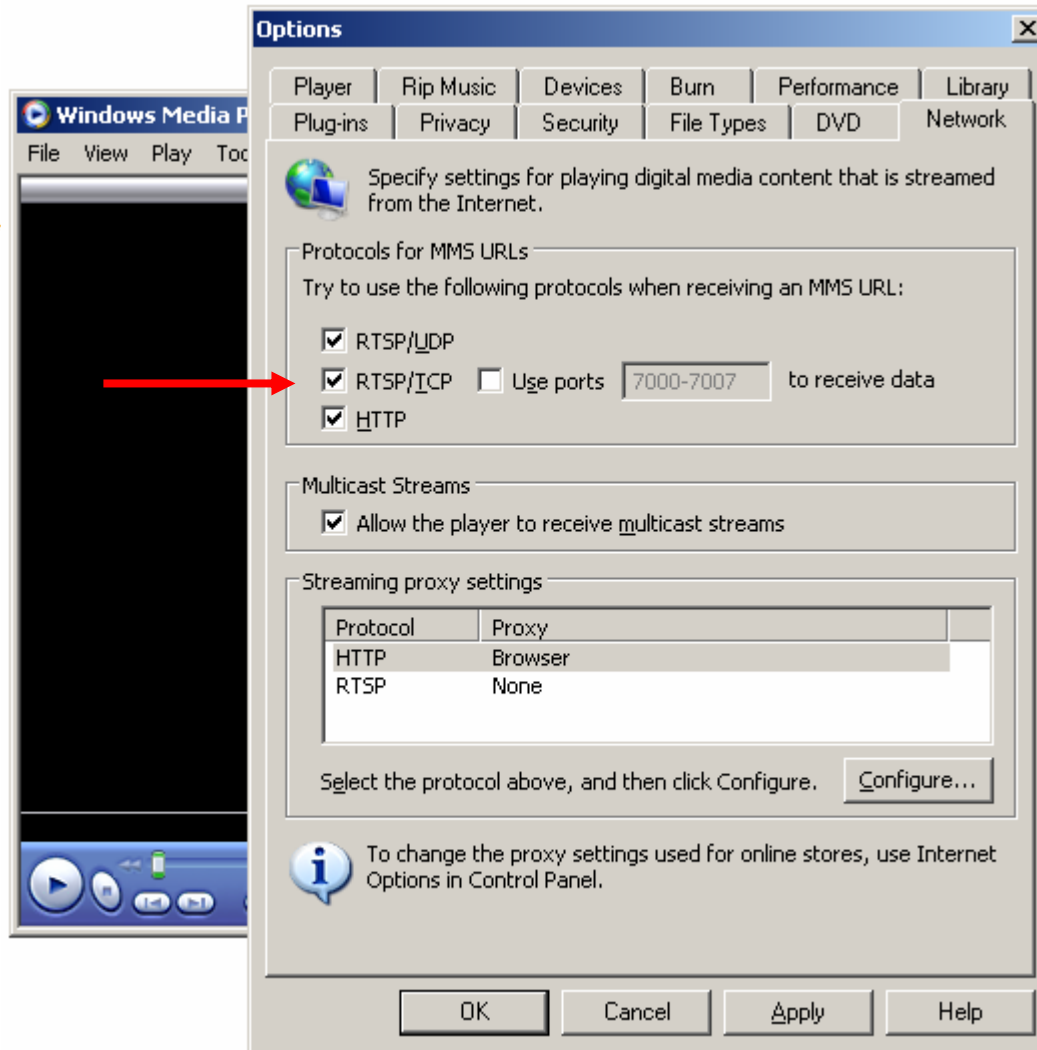 Options
Player Rip Music Devices Burn Performance Library
Plug-ins Privacy Security File Types DVD Network
Windows Media P
File View Play Too
Specify settings for playing digital media content that is streamed
from the Internet.
Protocols for MMS URLs
Try to use the following protocols when receiving an MMS URL:
RTSP/UDP
RTSP/TCP Use ports 7000-7007 to receive data
HTTP
Multicast Streams
Allow the player to receive multicast streams
Streaming proxy settings
Protocol Proxy
HTTP Browser
RTSP None
Select the protocol above, and then click Configure. Configure...
To change the proxy settings used for online stores, use Internet
Options in Control Panel.
OK Cancel Apply Help